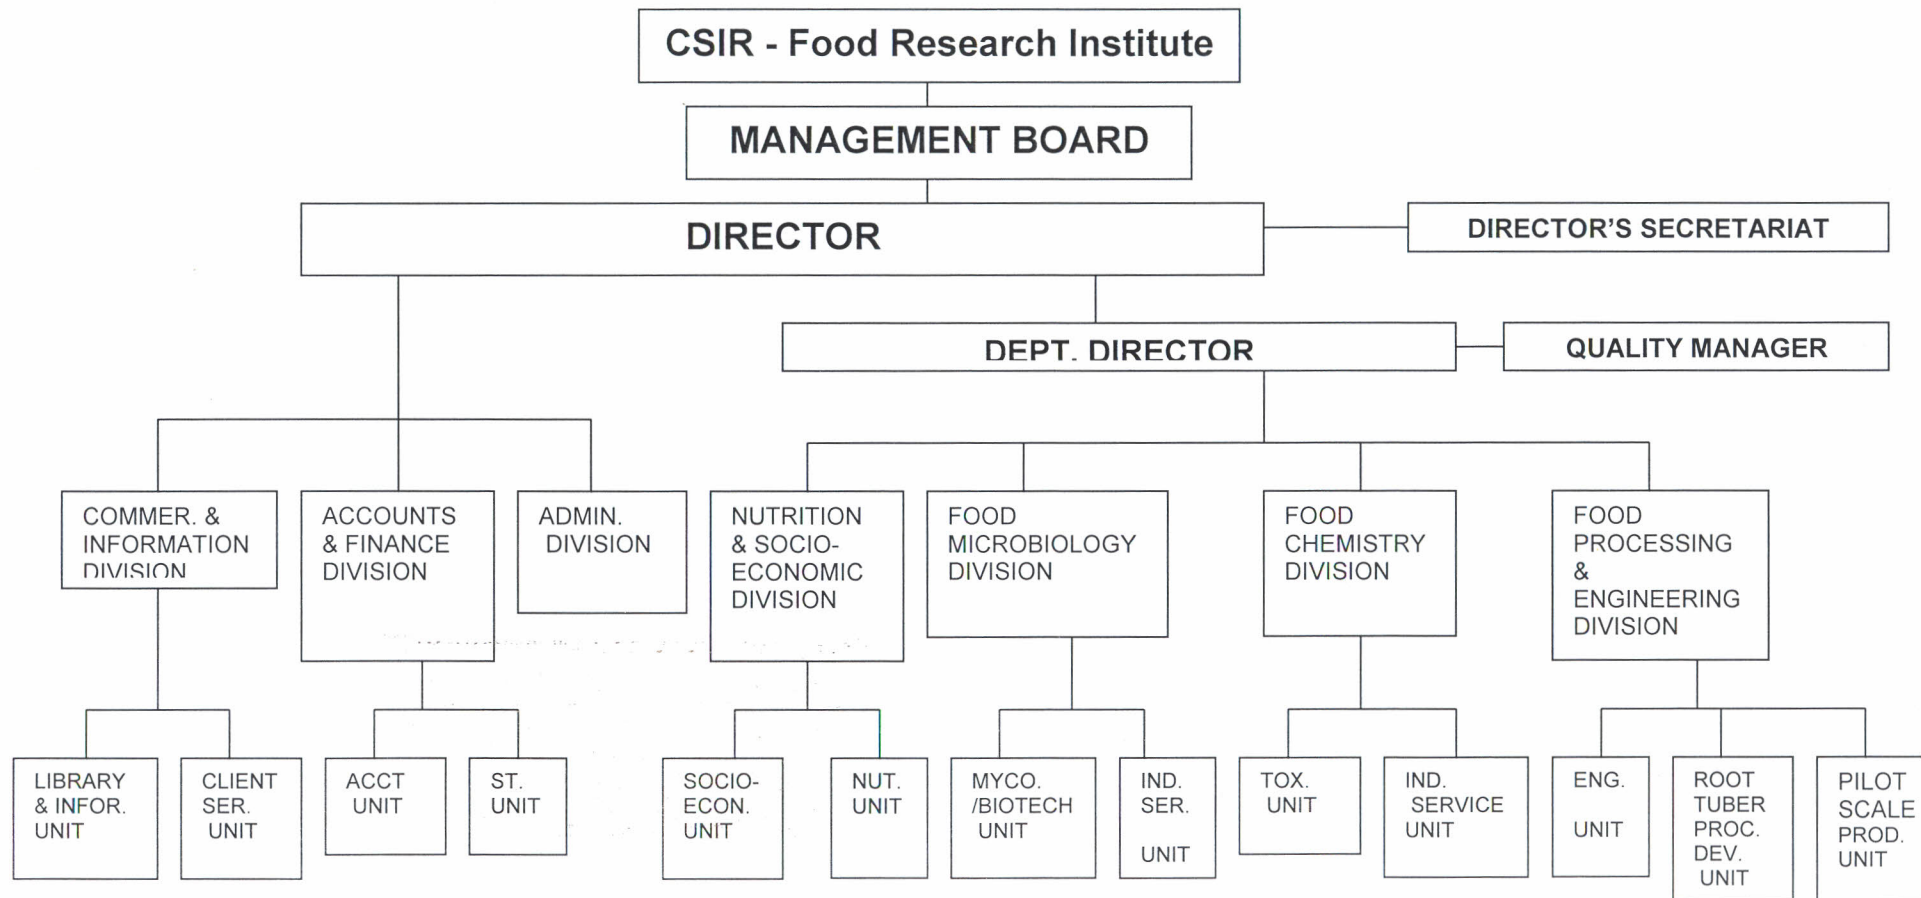 CSIR - Food Research Institute
MANAGEMENT BOARD
DIRECTOR
DIRECTOR’S SECRETARIAT
DEPT. DIRECTOR
QUALITY MANAGER
COMMER. &
INFORMATION
DIVISION
ACCOUNTS
& FINANCE
DIVISION
ADMIN.
DIVISION
NUTRITION
& SOCIO-
ECONOMIC
DIVISION
FOOD
MICROBIOLOGY
DIVISION
FOOD
CHEMISTRY
DIVISION
FOOD
PROCESSING
&
ENGINEERING
DIVISION
LIBRARY
& INFOR.
UNIT
CLIENT
SER.
UNIT
ACCT
UNIT
ST.
UNIT
SOCIO-
ECON.
UNIT
NUT.
UNIT
MYCO.
/BIOTECH
UNIT
IND.
SER.
UNIT
TOX.
UNIT
IND.
SERVICE
UNIT
ENG.
UNIT
ROOT
TUBER
PROC.
DEV.
UNIT
PILOT
SCALE
PROD.
UNIT